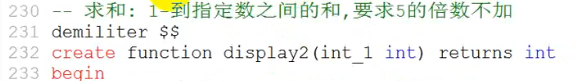 230 -- 求和: 1-到指定数之间的和,要求5的倍数不加
231 demiliter $$
232 create function display2(int_1 int) returns int
233 begin